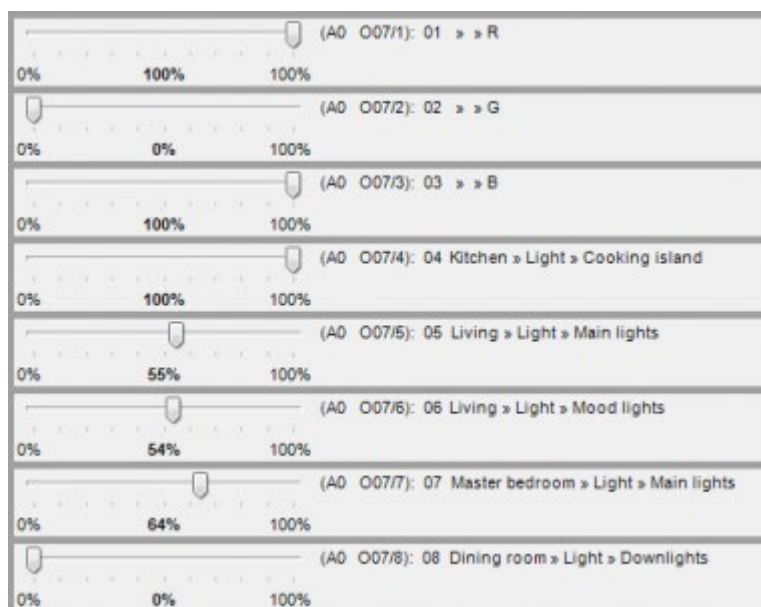 (A0 O07/1): 01 » » R
0% 100% 100%
(A0 O07/2): 02 » » G
0% 0% 100%
(A0 O07/3): 03 » » B
0% 100% 100%
(A0 O07/4): 04 Kitchen » Light » Cooking island
0% 100% 100%
(A0 O07/5): 05 Living » Light » Main lights
0% 55% 100%
(A0 O07/6): 06 Living » Light » Mood lights
0% 54% 100%
(A0 O07/7): 07 Master bedroom » Light » Main lights
0% 64% 100%
(A0 O07/8): 08 Dining room » Light » Downlights
0% 0% 100%